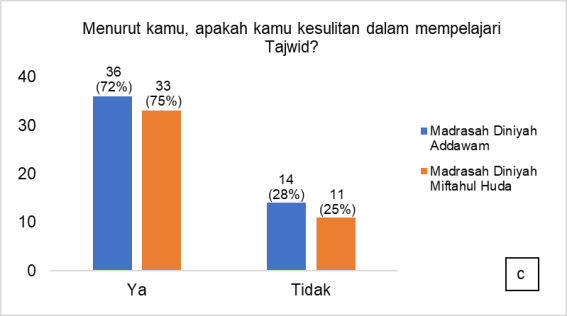 Menurut kamu, apakah kamu kesulitan dalam mempelajari
Tajwid?
40
30
20
10
0
36
(72%)
33
(75%)
14
(28%)
11
(25%)
Ya
Tidak
Madrasah Diniyah
Addawam
Madrasah Diniyah
Miftahul Huda
c